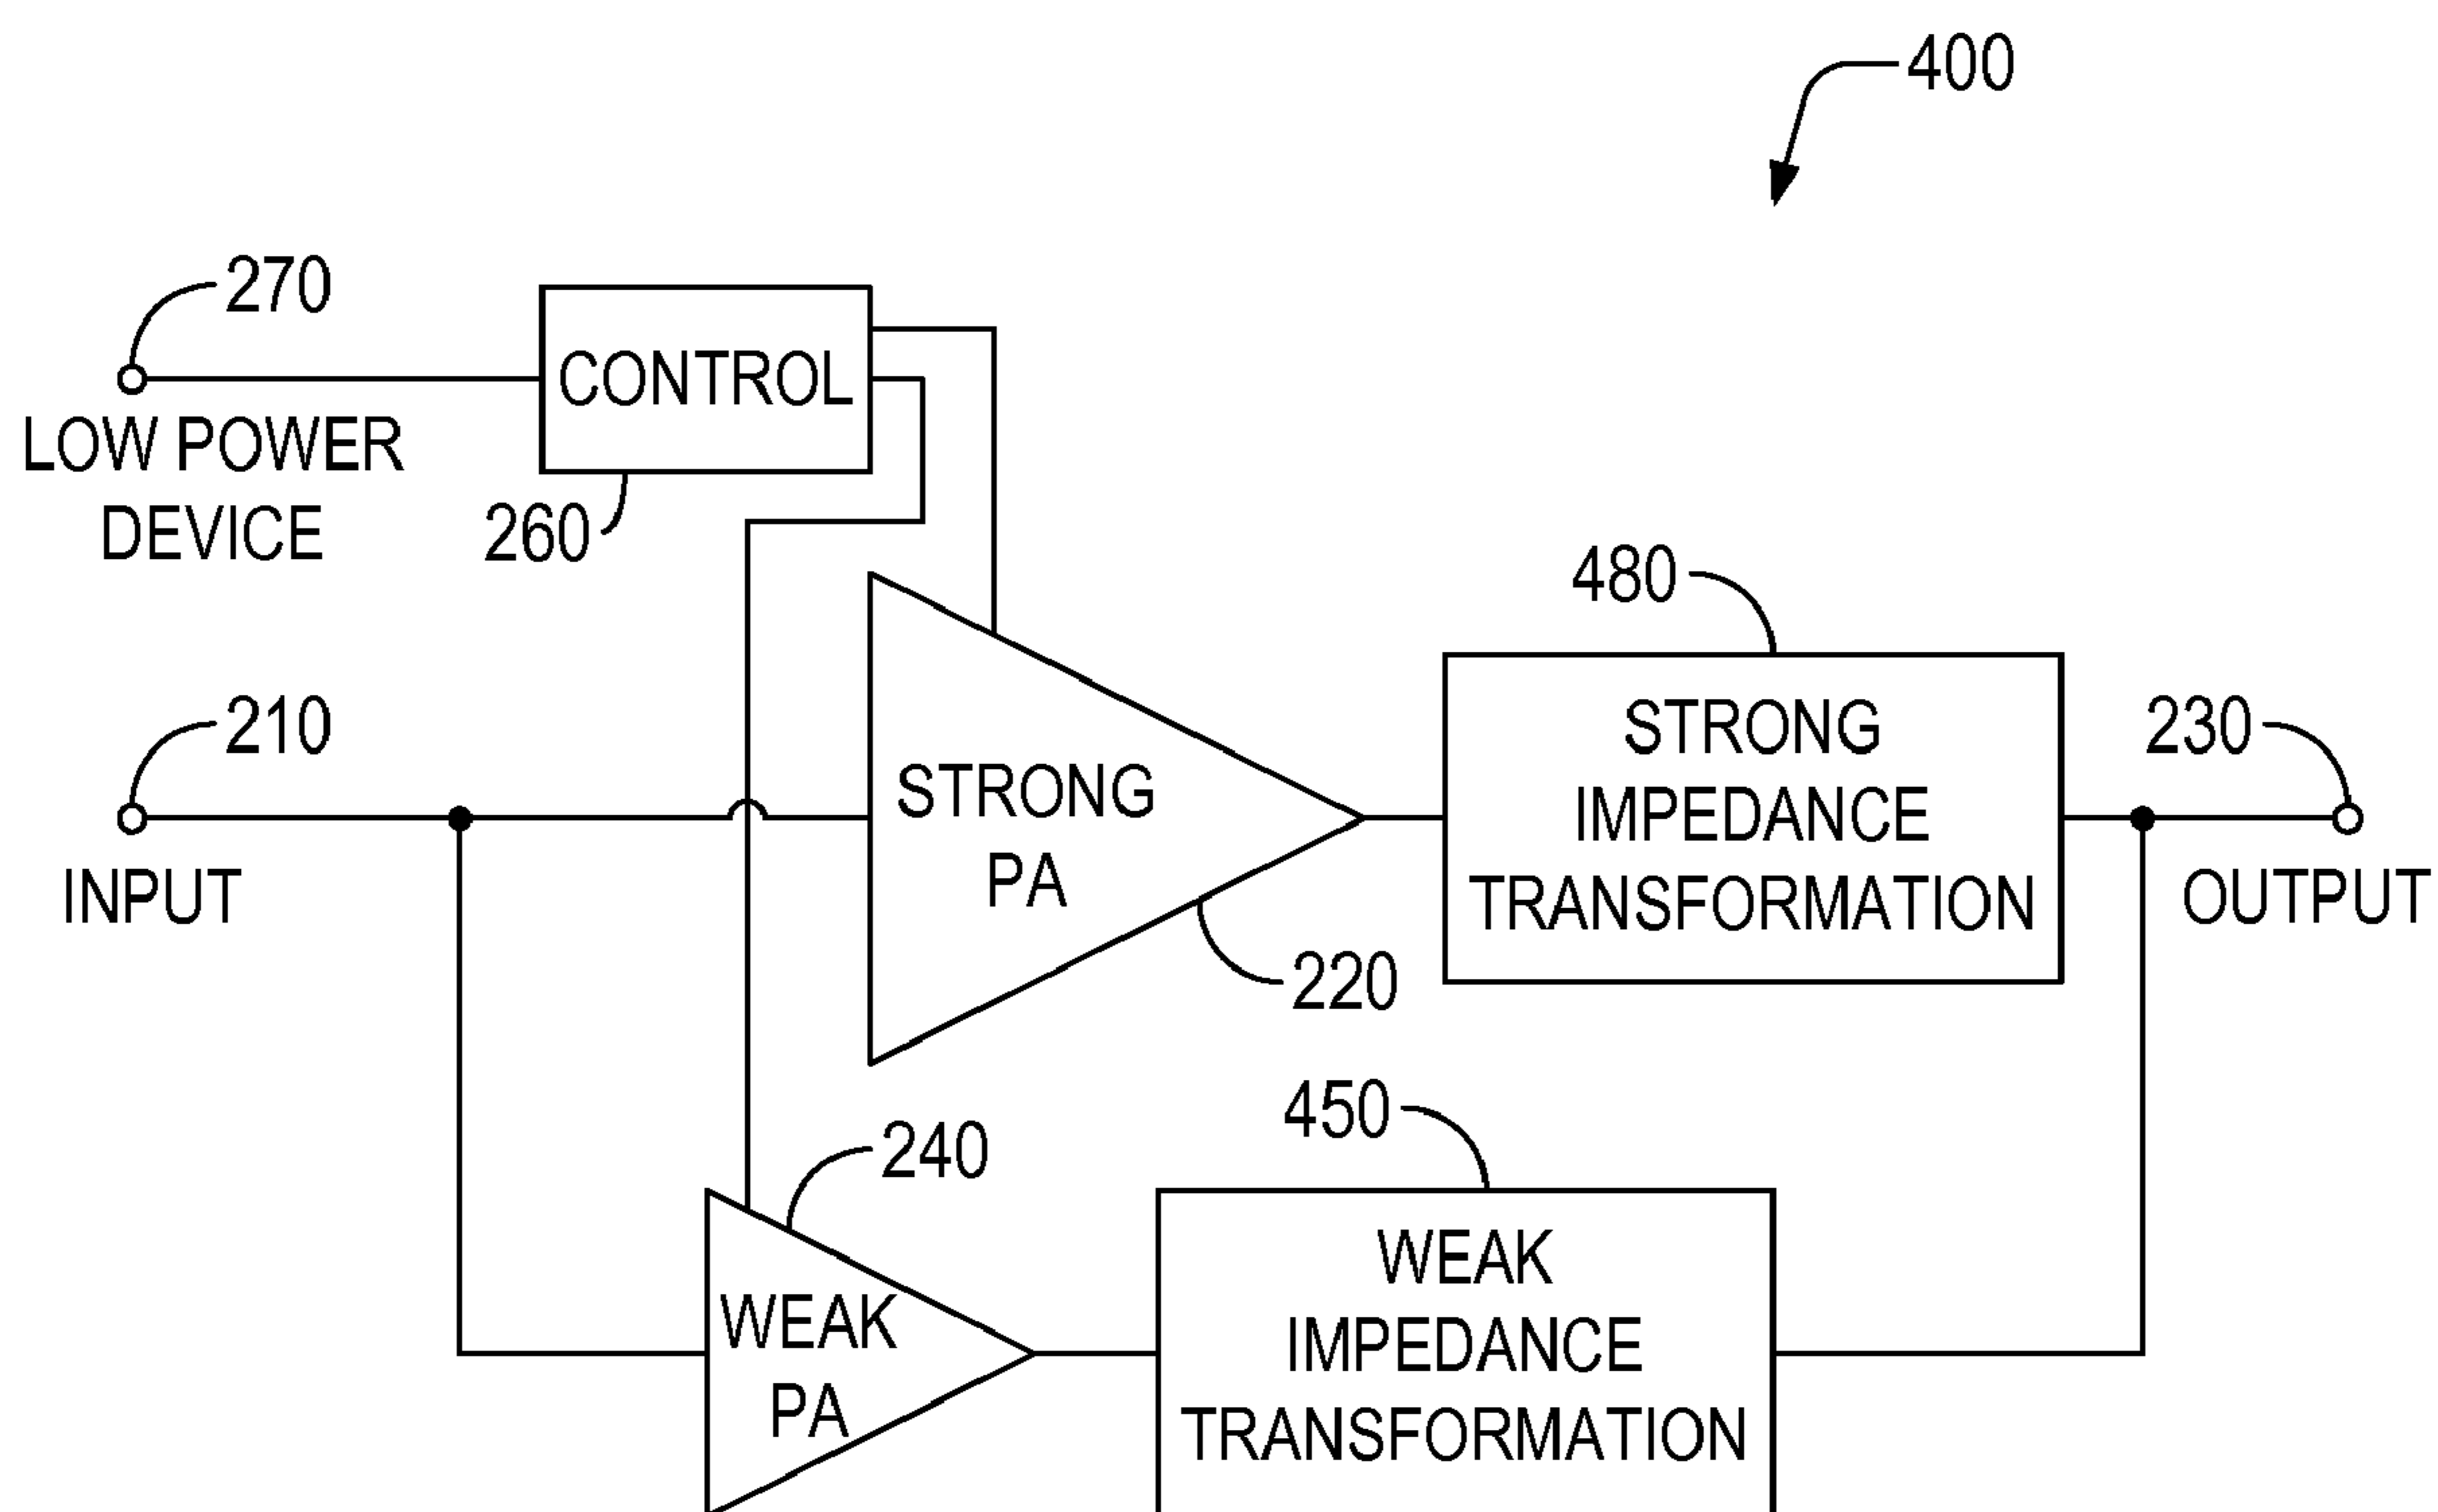 400
270
CONTROL
LOW POWER
DEVICE
260
480
210
STRONG
IMPEDANCE
TRANSFORMATION
230
STRONG
PA
INPUT
OUTPUT
220
450
240
WEAK
PA
WEAK
IMPEDANCE
TRANSFORMATION